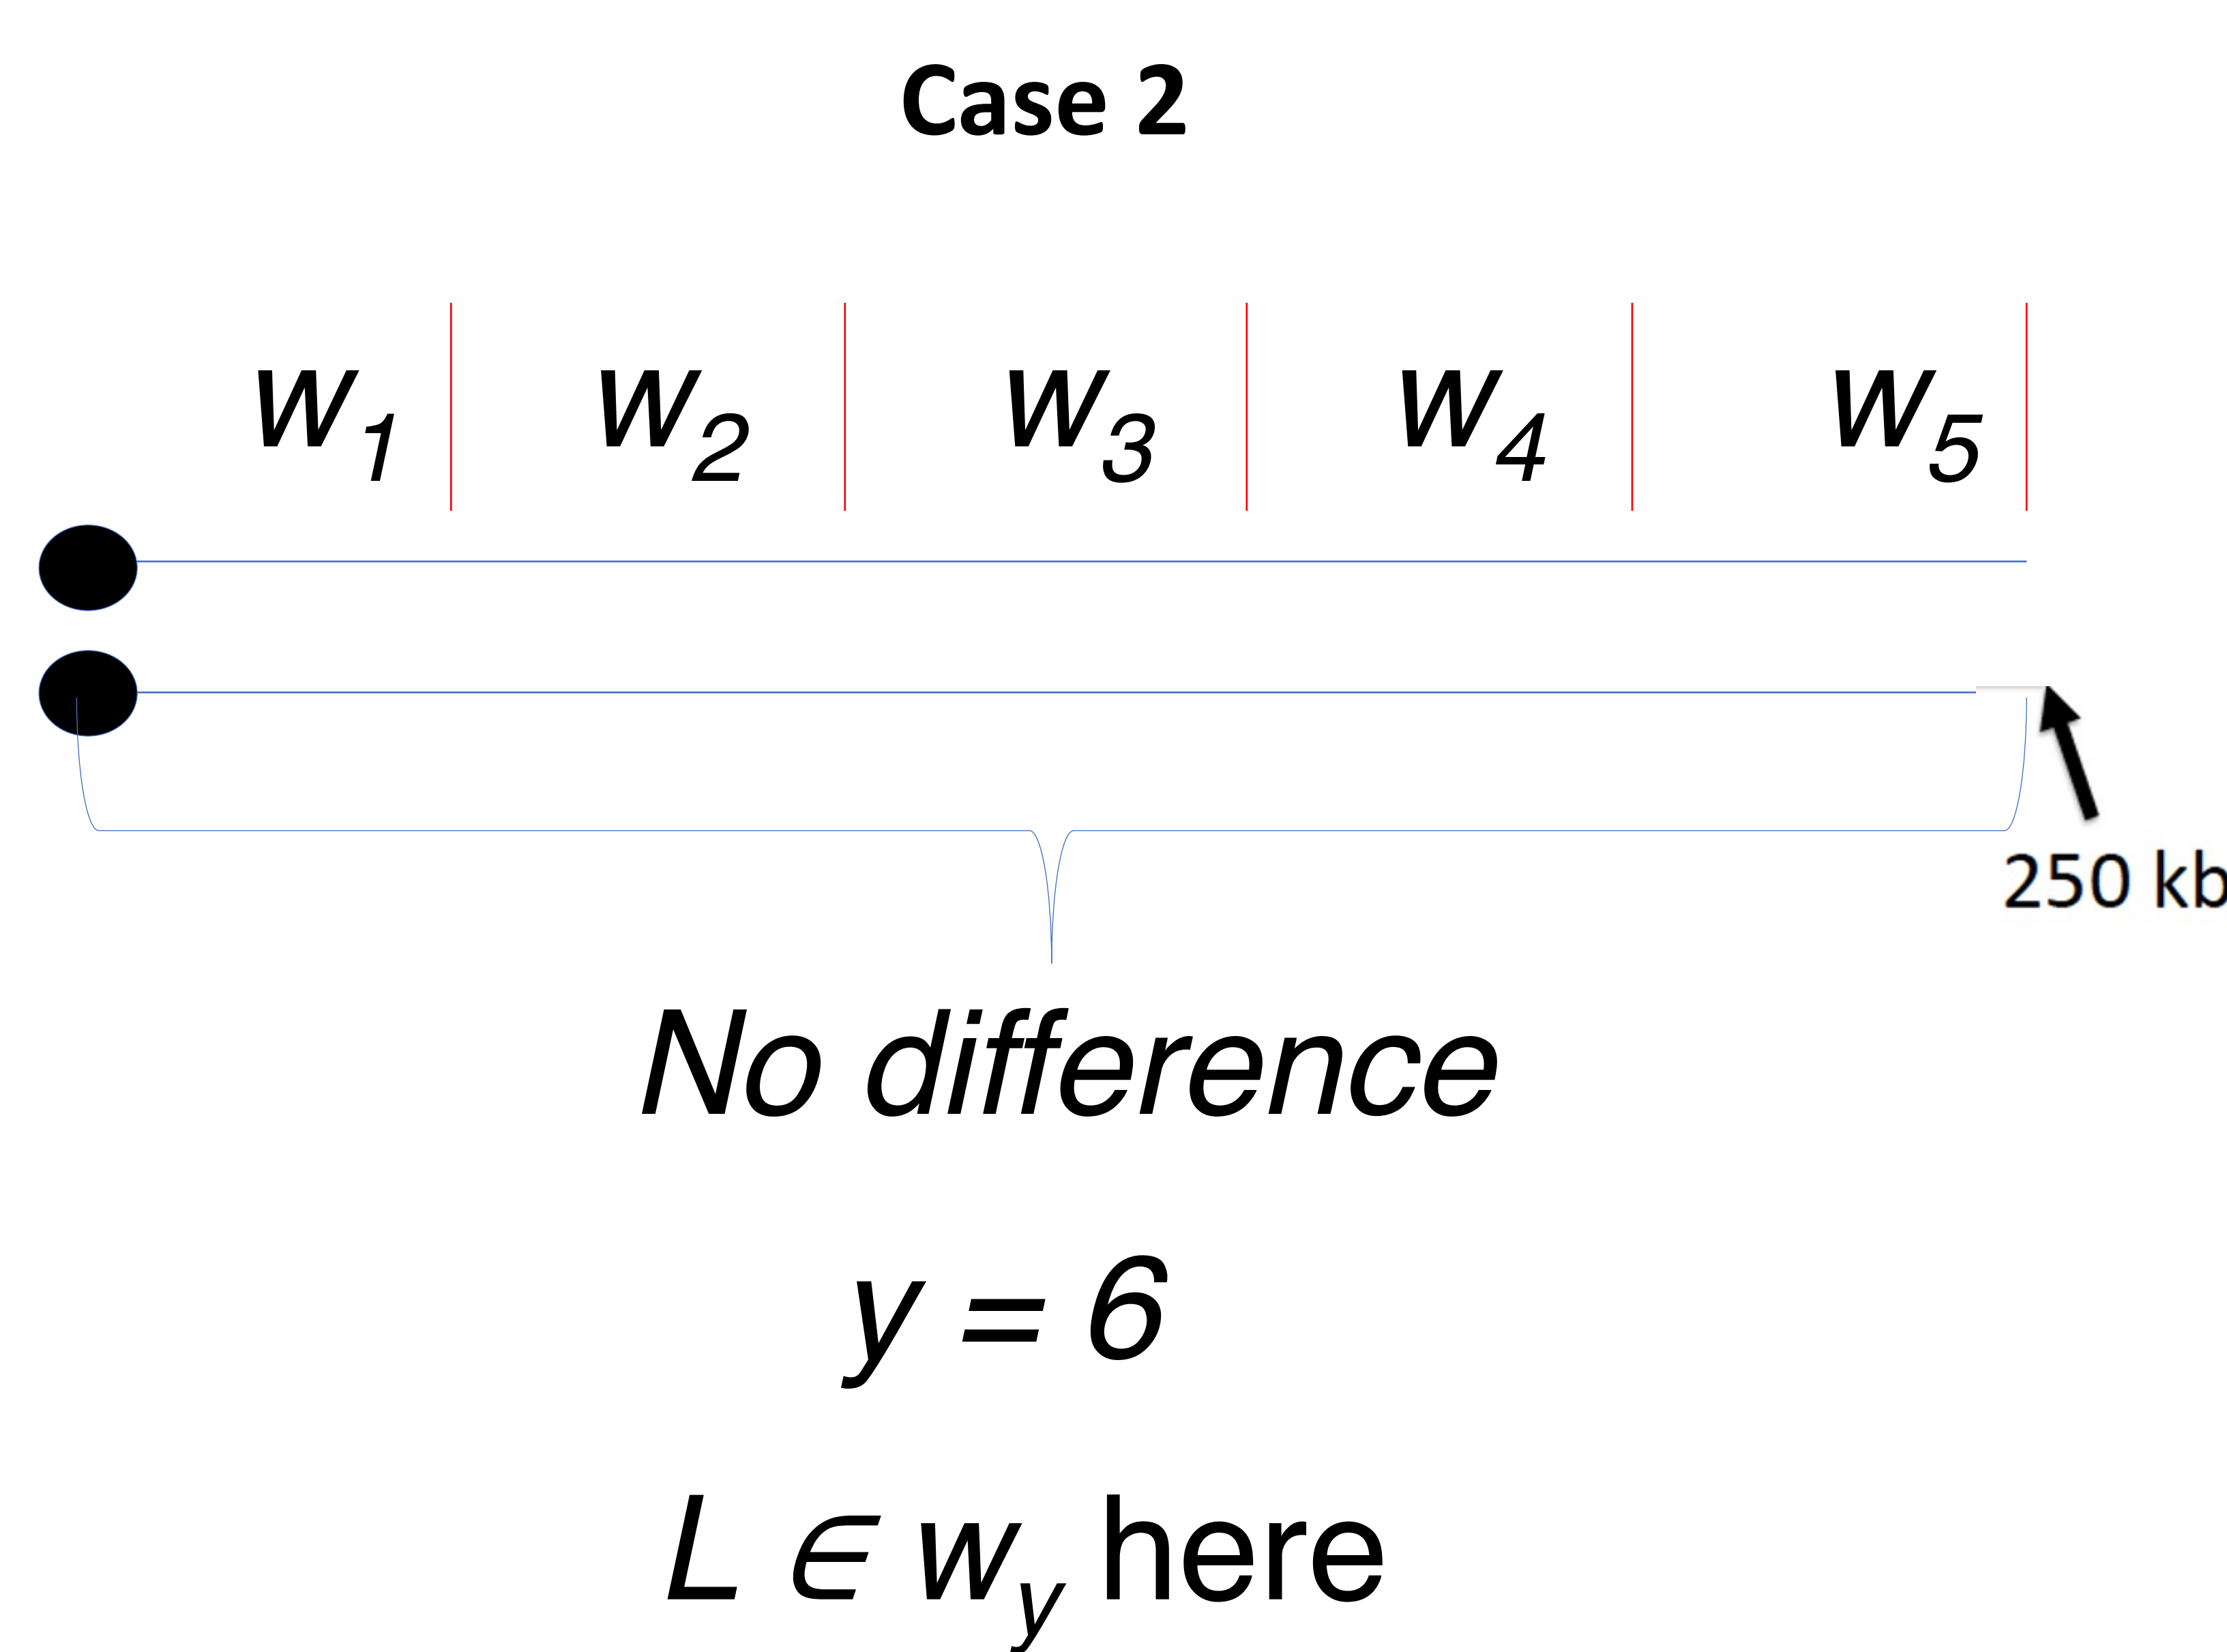 Case 2
w1 w2 w3 w4 w5
250 kb
No difference
y = 6
L ∈ wy here